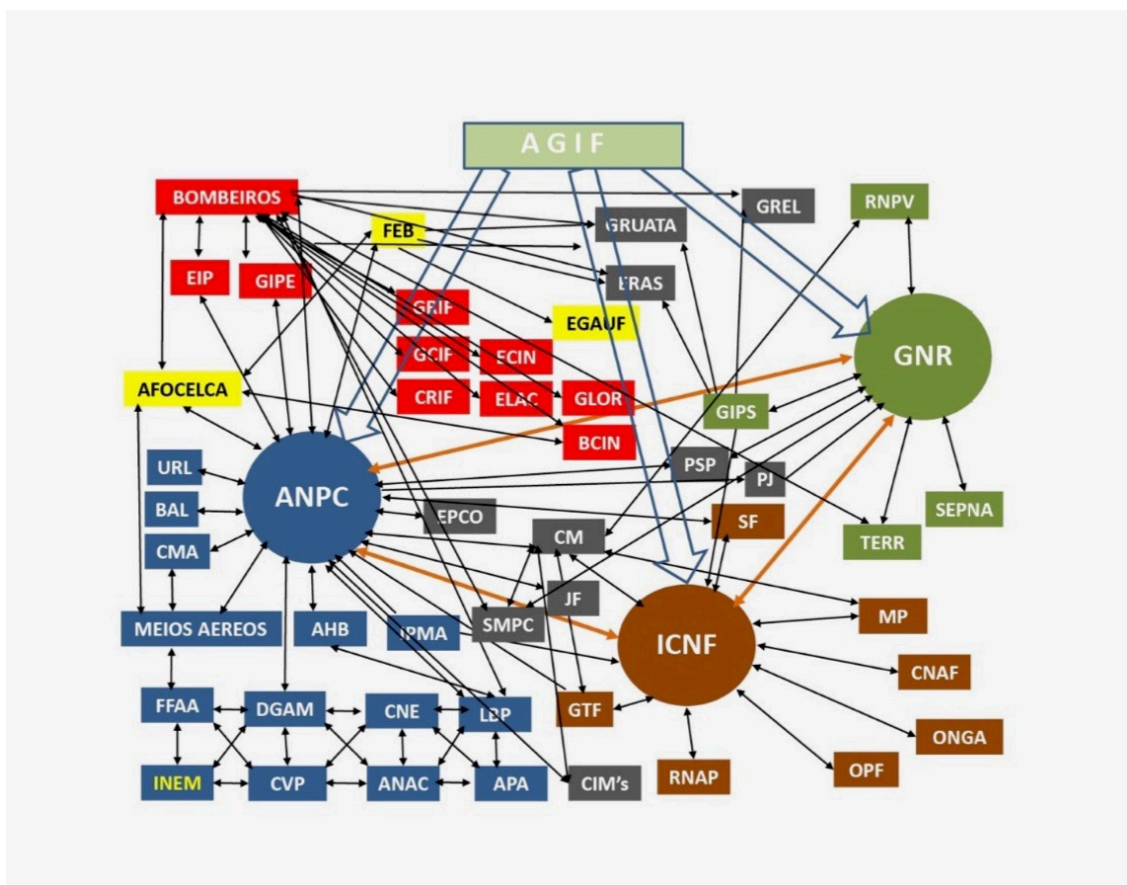 A G I F
BOMBEIROS
GREL
RNPV
GRUATA
FEB
EIP
GIPE
ERAS
GRIF
EGAUF
GCIF
ECIN
GNR
AFOCELCA
CRIF
ELAC
GLOR
GIPS
BCIN
URL
PSP
PJ
ANPC
BAL
EPCO
SF
SEPNA
CMA
CM
TERR
JF
MEIOS AEREOS
AHB
IPMA
SMPC
MP
ICNF
CNAF
FFAA
DGAM
CNE
LBP
GTF
ONGA
INEM
CVP
ANAC
APA
CIM's
RNAP
OPF